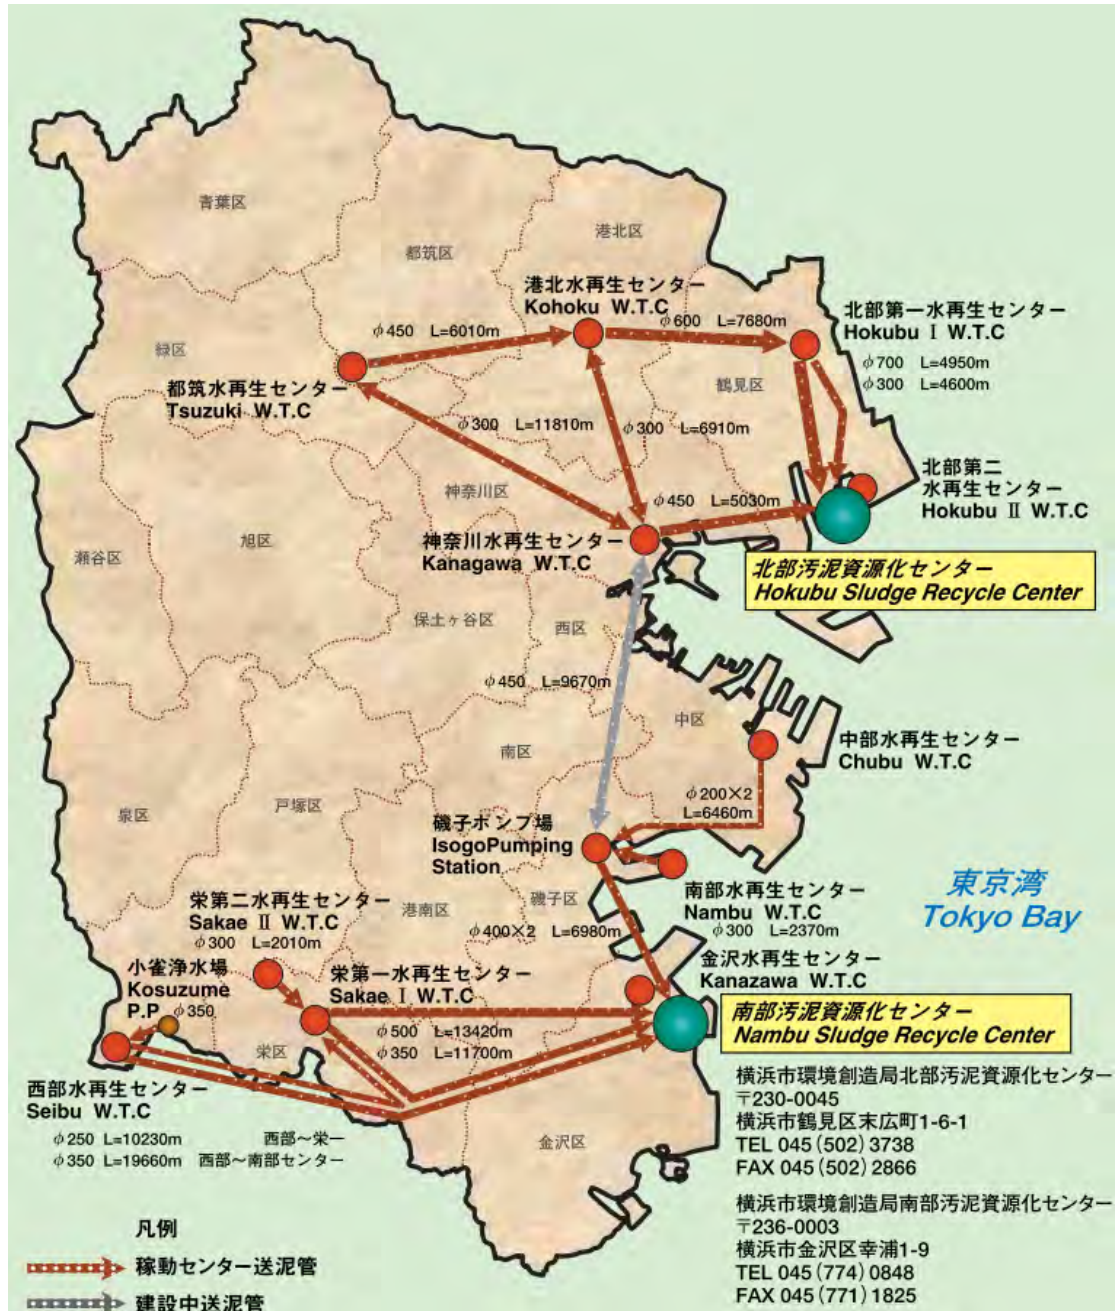 青葉区
都筑区
港北区
緑区
港北水再生センター
Kohoku W.T.C
φ450 L=6010m
φ600 L=7680m
北部第一水再生センター
Hokubu Ⅰ W.T.C
φ700 L=4950m
φ300 L=4600m
鶴見区
都筑水再生センター
Tsuzuki W.T.C
φ300 L=11810m
φ300 L=6910m
北部第二
水再生センター
Hokubu Ⅱ W.T.C
神奈川区
φ450 L=5030m
神奈川水再生センター
Kanagawa W.T.C
瀬谷区
旭区
北部汚泥資源化センター
Hokubu Sludge Recycle Center
保土ヶ谷区
西区
φ450 L=9670m
中区
南区
中部水再生センター
Chubu W.T.C
φ200×2
L=6460m
泉区
戸塚区
磯子ポンプ場
IsogoPumping
Station
東京湾
Tokyo Bay
南部水再生センター
Nambu W.T.C
φ300 L=2370m
栄第二水再生センター
Sakae Ⅱ W.T.C
φ300 L=2010m
港南区
磯子区
φ400×2 L=6980m
小雀浄水場
Kosuzume
P.P
φ350
栄第一水再生センター
Sakae Ⅰ W.T.C
金沢水再生センター
Kanazawa W.T.C
南部汚泥資源化センター
Nambu Sludge Recycle Center
φ500 L=13420m
φ350 L=11700m
栄区
西部水再生センター
Seibu W.T.C
φ250 L=10230m 西部~栄一
φ350 L=19660m 西部~南部センター
金沢区
横浜市環境創造局北部汚泥資源化センター
〒230-0045
横浜市鶴見区末広町1-6-1
TEL 045(502)3738
FAX 045(502)2866
横浜市環境創造局南部汚泥資源化センター
〒236-0003
横浜市金沢区幸浦1-9
TEL 045(774)0848
FAX 045(771)1825
凡例
稼動センター送泥管
建設中送泥管